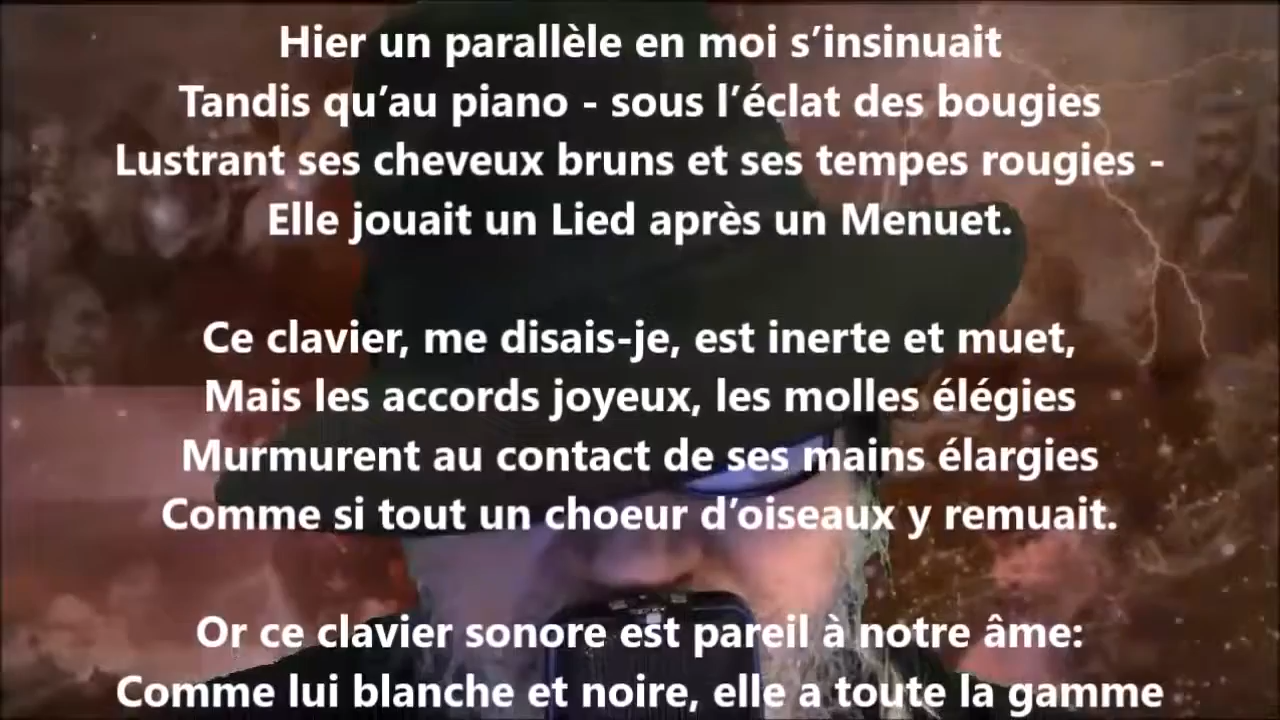 Hier un parallèle en moi s’insinuait
Tandis qu’au piano - sous l’éclat des bougies
Lustrant ses cheveux bruns et ses tempes rougies -
Elle jouait un Lied après un Menuet.
Ce clavier, me disais-je, est inerte et muet,
Mais les accords joyeux, les molles élégies
Murmurent au contact de ses mains élargies
Comme si tout un choeur d’oiseaux y remuait.
Or ce clavier sonore est pareil à notre âme:
Comme lui blanche et noire, elle a toute la gamme